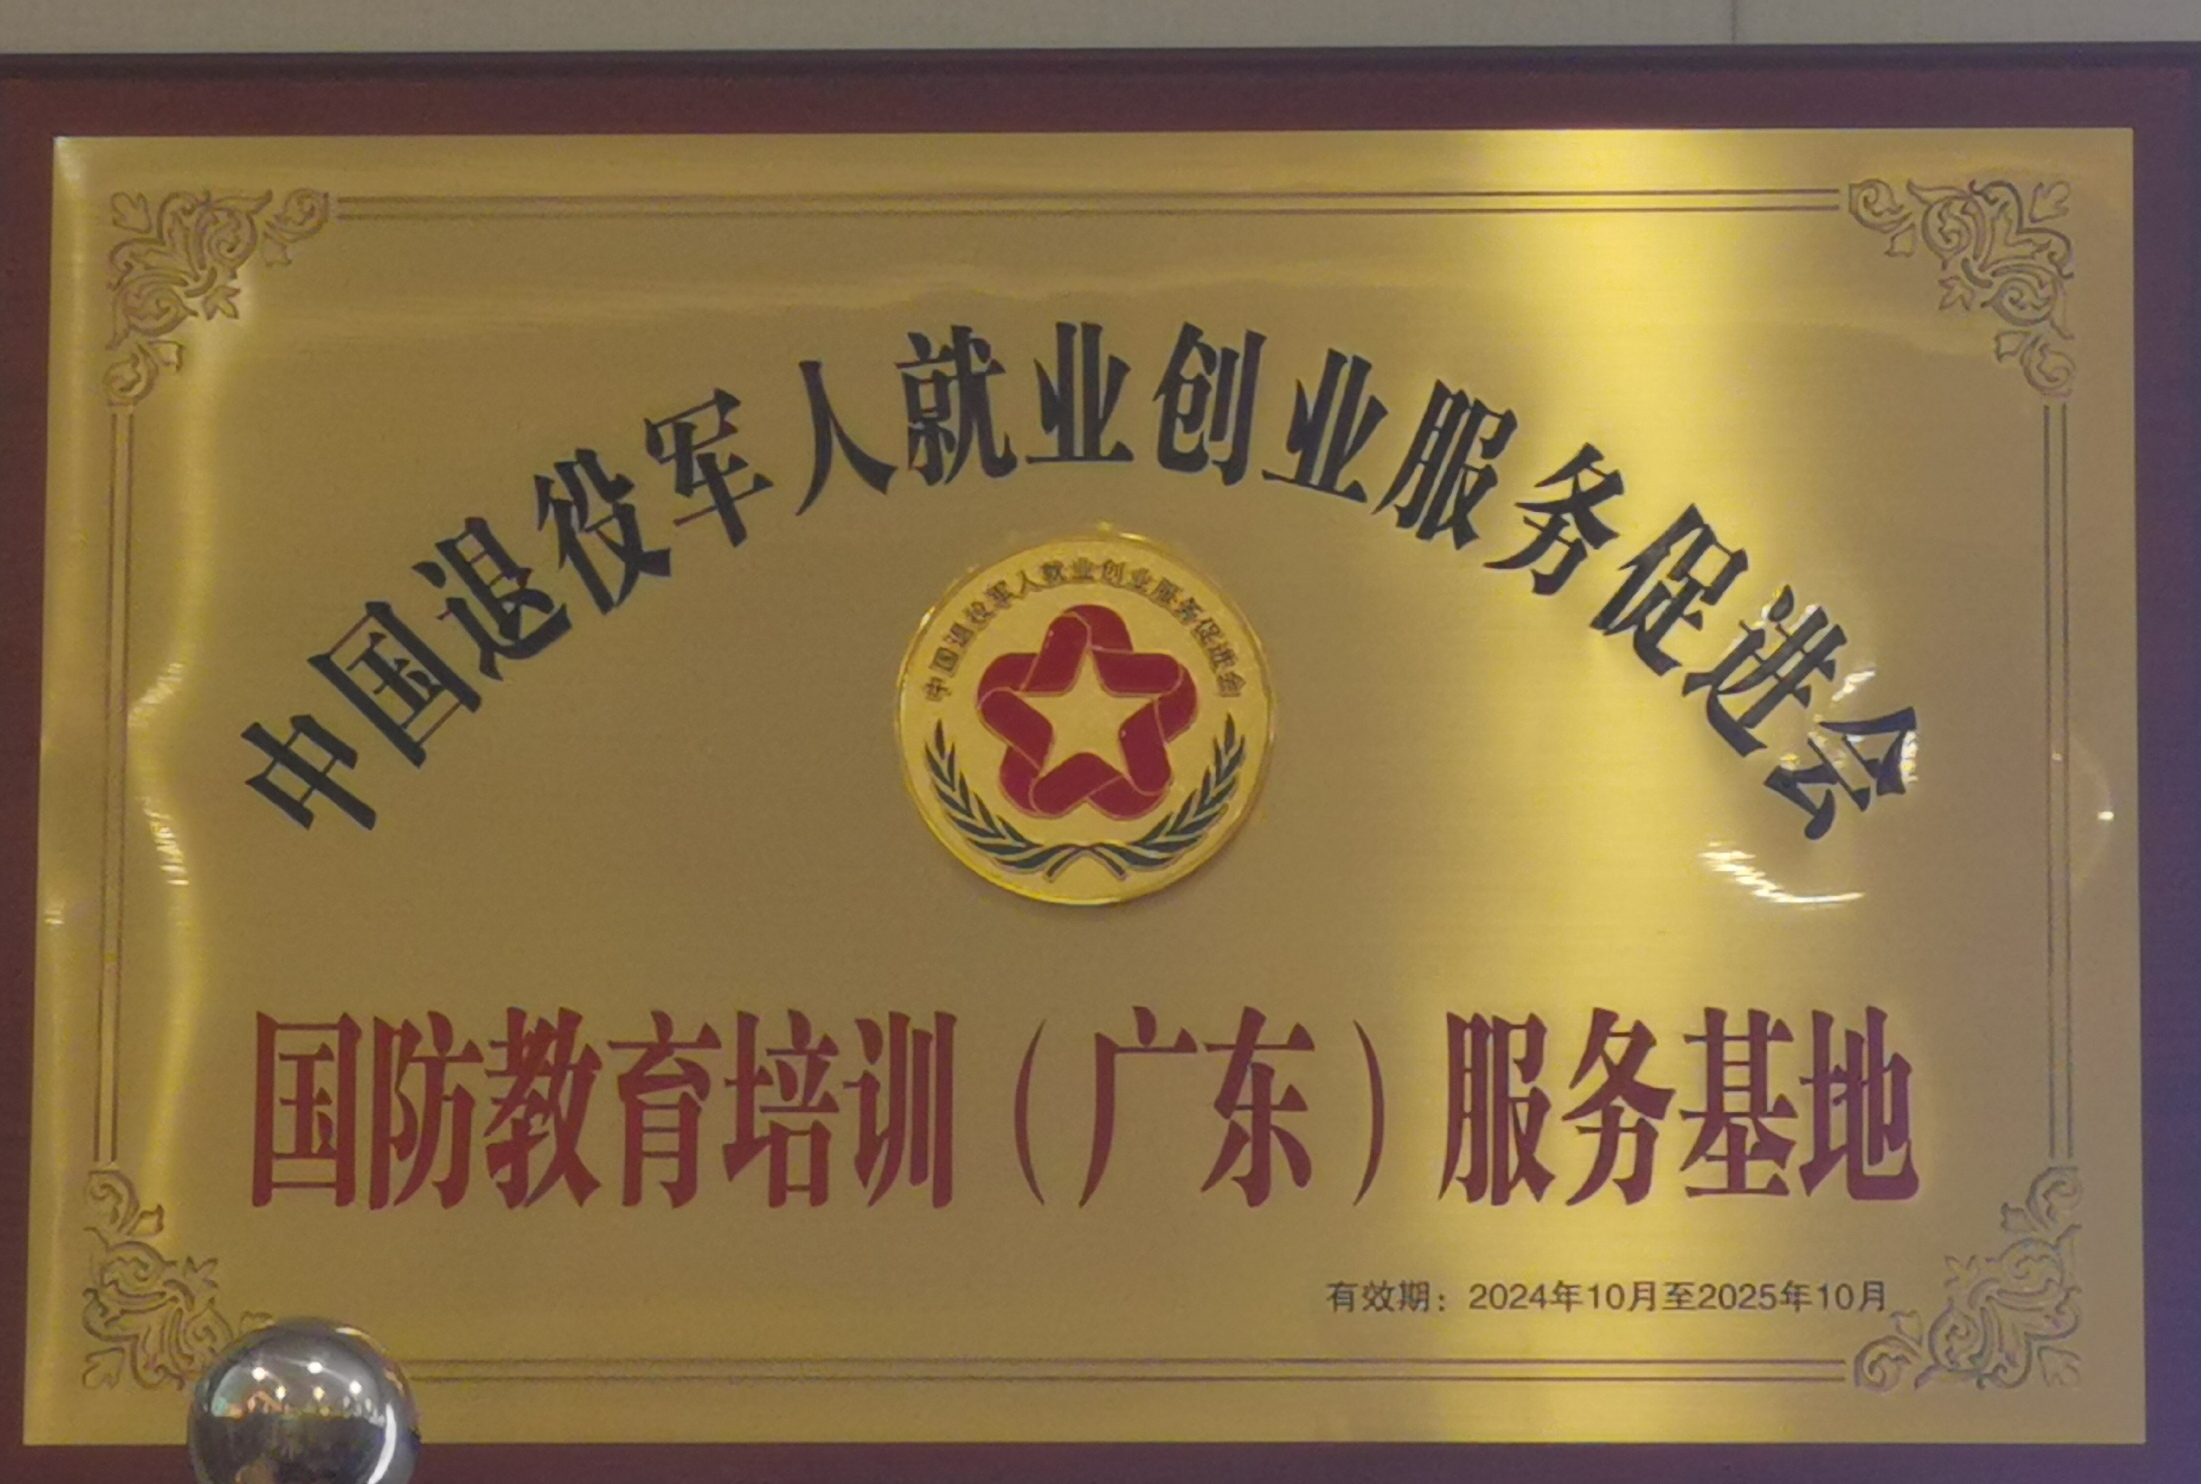 中国退役军人就业创业服务促进会
中国退役军人就业创业服务促进会
国防教育培训（广东）服务基地
有效期：2024年10月至2025年10月